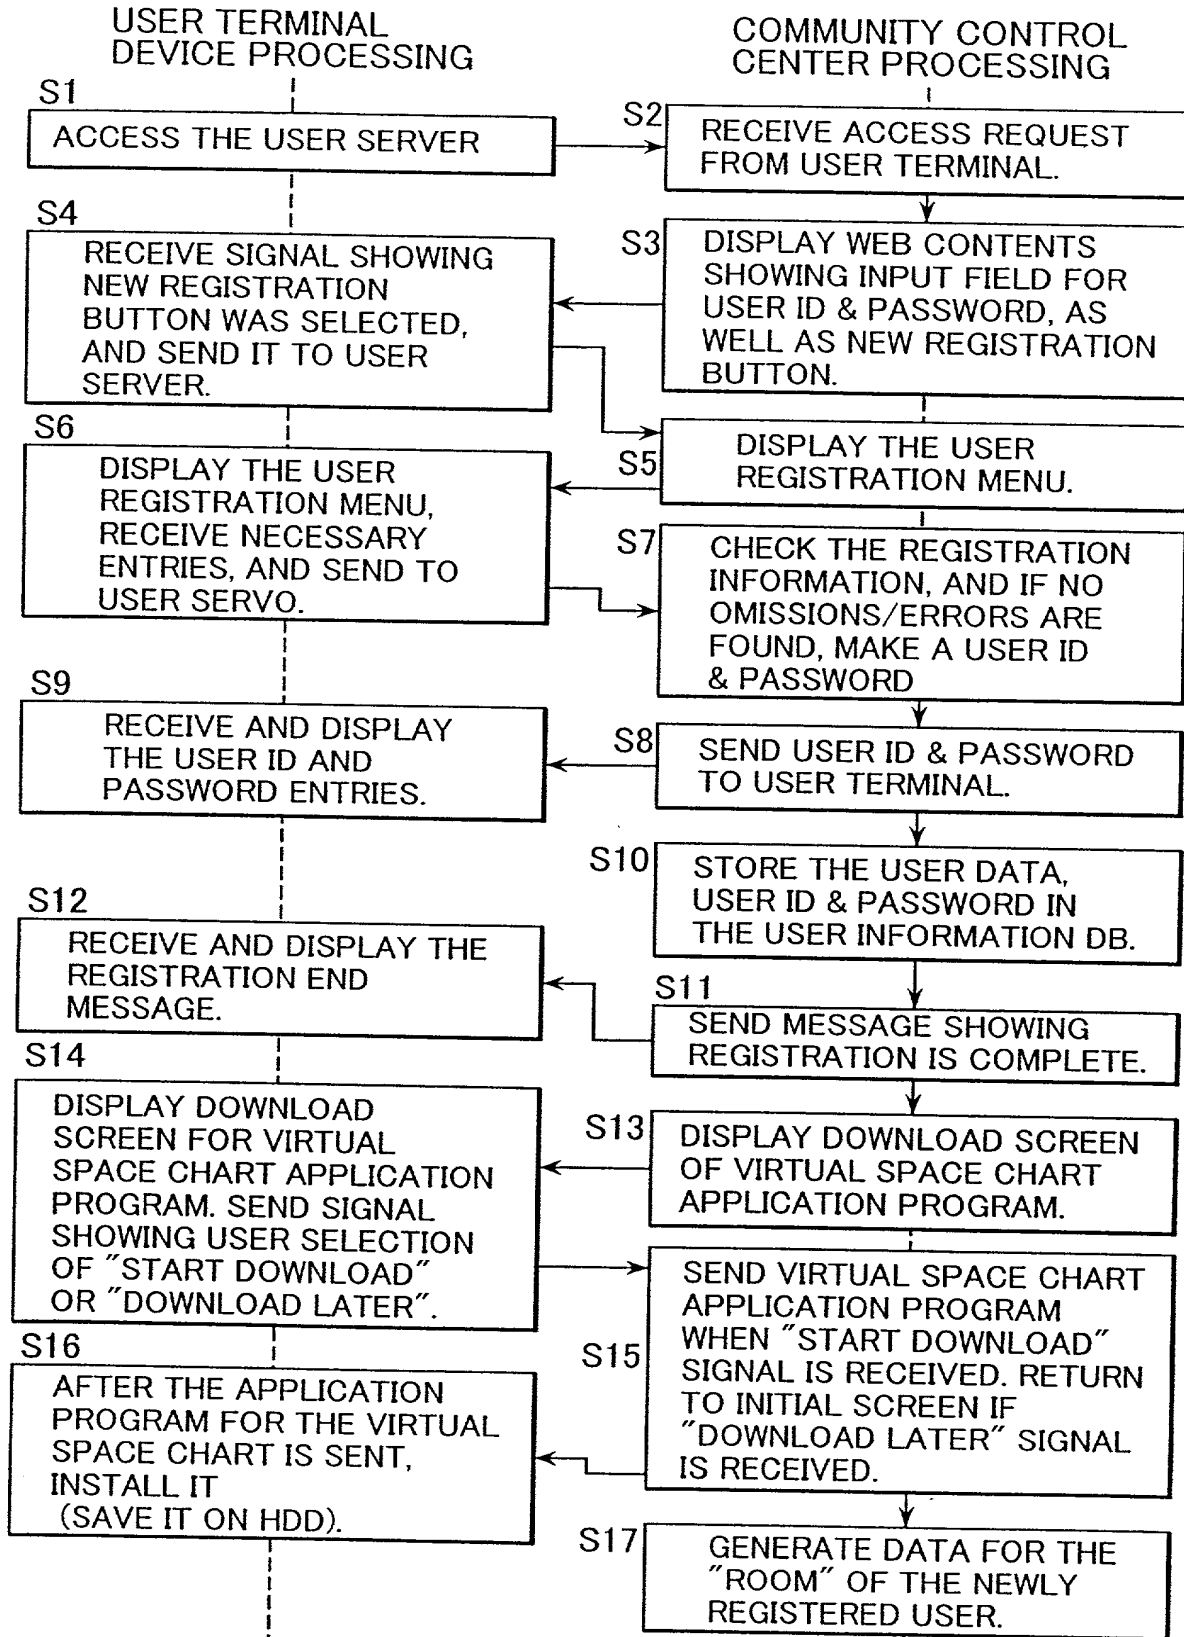 USER TERMINAL
DEVICE PROCESSING
COMMUNITY CONTROL
CENTER PROCESSING
S1
ACCESS THE USER SERVER
S2
RECEIVE ACCESS REQUEST
FROM USER TERMINAL.
S3
DISPLAY WEB CONTENTS
SHOWING INPUT FIELD FOR
USER ID & PASSWORD, AS
WELL AS NEW REGISTRATION
BUTTON.
S4
RECEIVE SIGNAL SHOWING
NEW REGISTRATION
BUTTON WAS SELECTED,
AND SEND IT TO USER
SERVER.
S5
DISPLAY THE USER
REGISTRATION MENU.
S6
DISPLAY THE USER
REGISTRATION MENU,
RECEIVE NECESSARY
ENTRIES, AND SEND TO
USER SERVO.
S7
CHECK THE REGISTRATION
INFORMATION, AND IF NO
OMISSIONS/ERRORS ARE
FOUND, MAKE A USER ID
& PASSWORD
S8
SEND USER ID & PASSWORD
TO USER TERMINAL.
S9
RECEIVE AND DISPLAY
THE USER ID AND
PASSWORD ENTRIES.
S10
STORE THE USER DATA,
USER ID & PASSWORD IN
THE USER INFORMATION DB.
S11
SEND MESSAGE SHOWING
REGISTRATION IS COMPLETE.
S12
RECEIVE AND DISPLAY THE
REGISTRATION END
MESSAGE.
S13
DISPLAY DOWNLOAD SCREEN
OF VIRTUAL SPACE CHART
APPLICATION PROGRAM.
S14
DISPLAY DOWNLOAD
SCREEN FOR VIRTUAL
SPACE CHART APPLICATION
PROGRAM. SEND SIGNAL
SHOWING USER SELECTION
OF "START DOWNLOAD"
OR "DOWNLOAD LATER".
S15
SEND VIRTUAL SPACE CHART
APPLICATION PROGRAM
WHEN "START DOWNLOAD"
SIGNAL IS RECEIVED. RETURN
TO INITIAL SCREEN IF
"DOWNLOAD LATER" SIGNAL
IS RECEIVED.
S16
AFTER THE APPLICATION
PROGRAM FOR THE VIRTUAL
SPACE CHART IS SENT,
INSTALL IT
(SAVE IT ON HDD).
S17
GENERATE DATA FOR THE
"ROOM" OF THE NEWLY
REGISTERED USER.